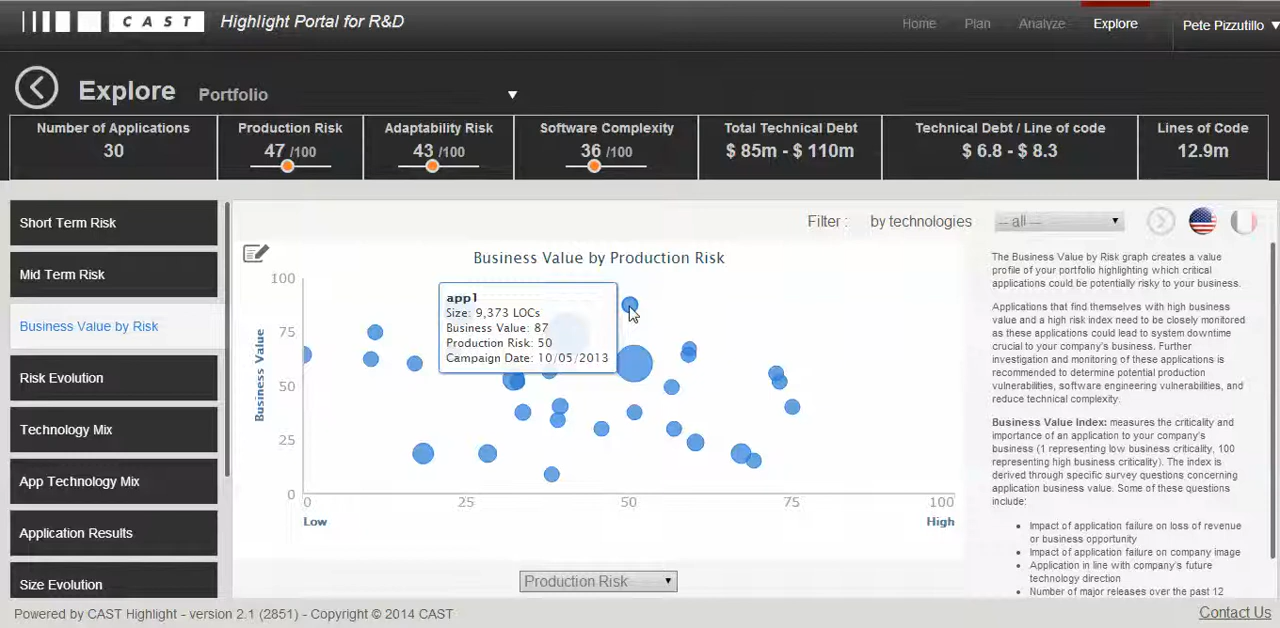 CAST Highlight Portal for R&D
Home Plan Analyze Explore Pete Pizzutillo
Explore Portfolio
Number of Applications
30
Production Risk
47 /100
Adaptability Risk
43 /100
Software Complexity
36 /100
Total Technical Debt
$ 85m - $ 110m
Technical Debt / Line of code
$ 6.8 - $ 8.3
Lines of Code
12.9m
Short Term Risk
Mid Term Risk
Business Value by Risk
Risk Evolution
Technology Mix
App Technology Mix
Application Results
Size Evolution
Filter : by technologies -- all --
Business Value by Production Risk
100
75
50
25
0
Business Value
app1
Size: 9,373 LOCs
Business Value: 87
Production Risk: 50
Campaign Date: 10/05/2013
0 25 50 75 100
Low High
Production Risk
The Business Value by Risk graph creates a value
profile of your portfolio highlighting which critical
applications could be potentially risky to your business.
Applications that find themselves with high business
value and a high risk index need to be closely monitored
as these applications could lead to system downtime
crucial to your company's business. Further
investigation and monitoring of these applications is
recommended to determine potential production
vulnerabilities, software engineering vulnerabilities, and
reduce technical complexity.
Business Value Index: measures the criticality and
importance of an application to your company's
business (1 representing low business criticality, 100
representing high business criticality). The index is
derived through specific survey questions concerning
application business value. Some of these questions
include:
• Impact of application failure on loss of revenue
or business opportunity
• Impact of application failure on company image
• Application in line with company's future
technology direction
• Number of major releases over the past 12
Powered by CAST Highlight - version 2.1 (2851) - Copyright © 2014 CAST
Contact Us